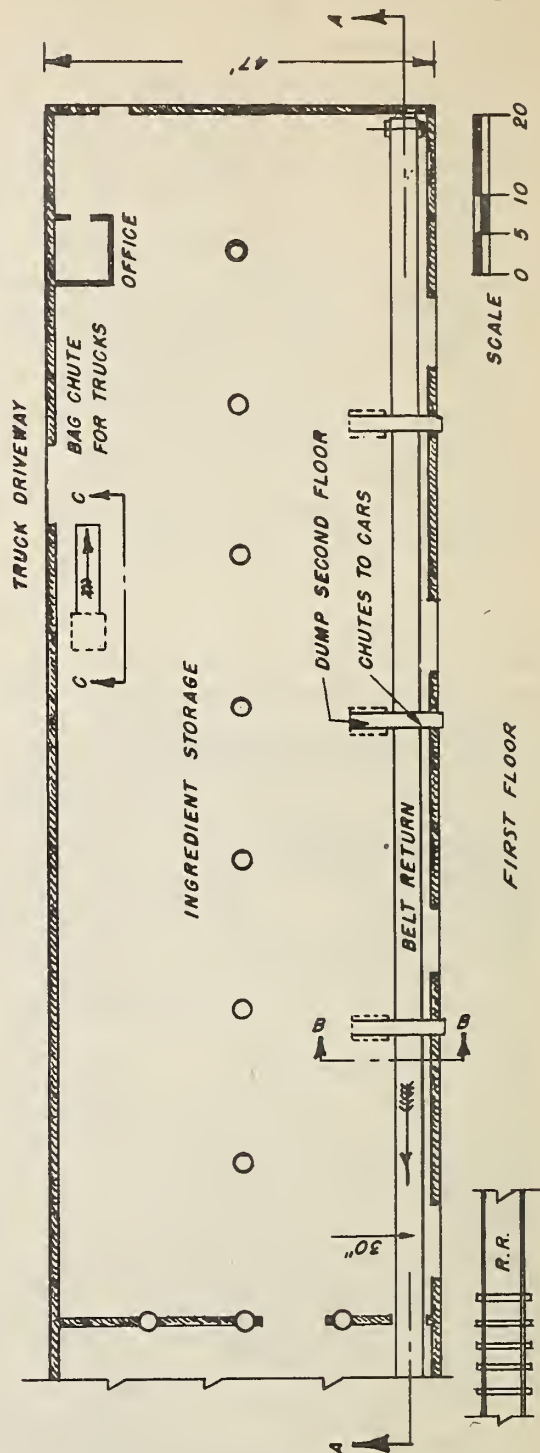 TRUCK DRIVEWAY
47'
A
C
C
BAG CHUTE
FOR TRUCKS
OFFICE
INGREDIENT STORAGE
DUMP SECOND FLOOR
CHUTES TO CARS
BELT RETURN
B
B
30"
A
R.R.
FIRST FLOOR
SCALE
0 5 10 20